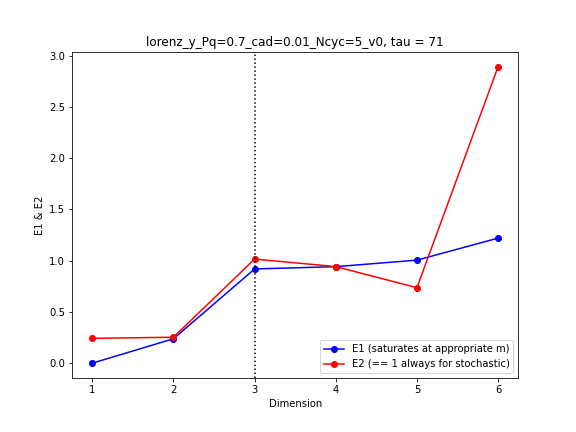 lorenz_y_Pq=0.7_cad=0.01_Ncyc=5_v0, tau = 71
3.0
2.5
2.0
1.5
1.0
0.5
0.0
E1 & E2
E1 (saturates at appropriate m)
E2 (== 1 always for stochastic)
1 2 3 4 5 6
Dimension